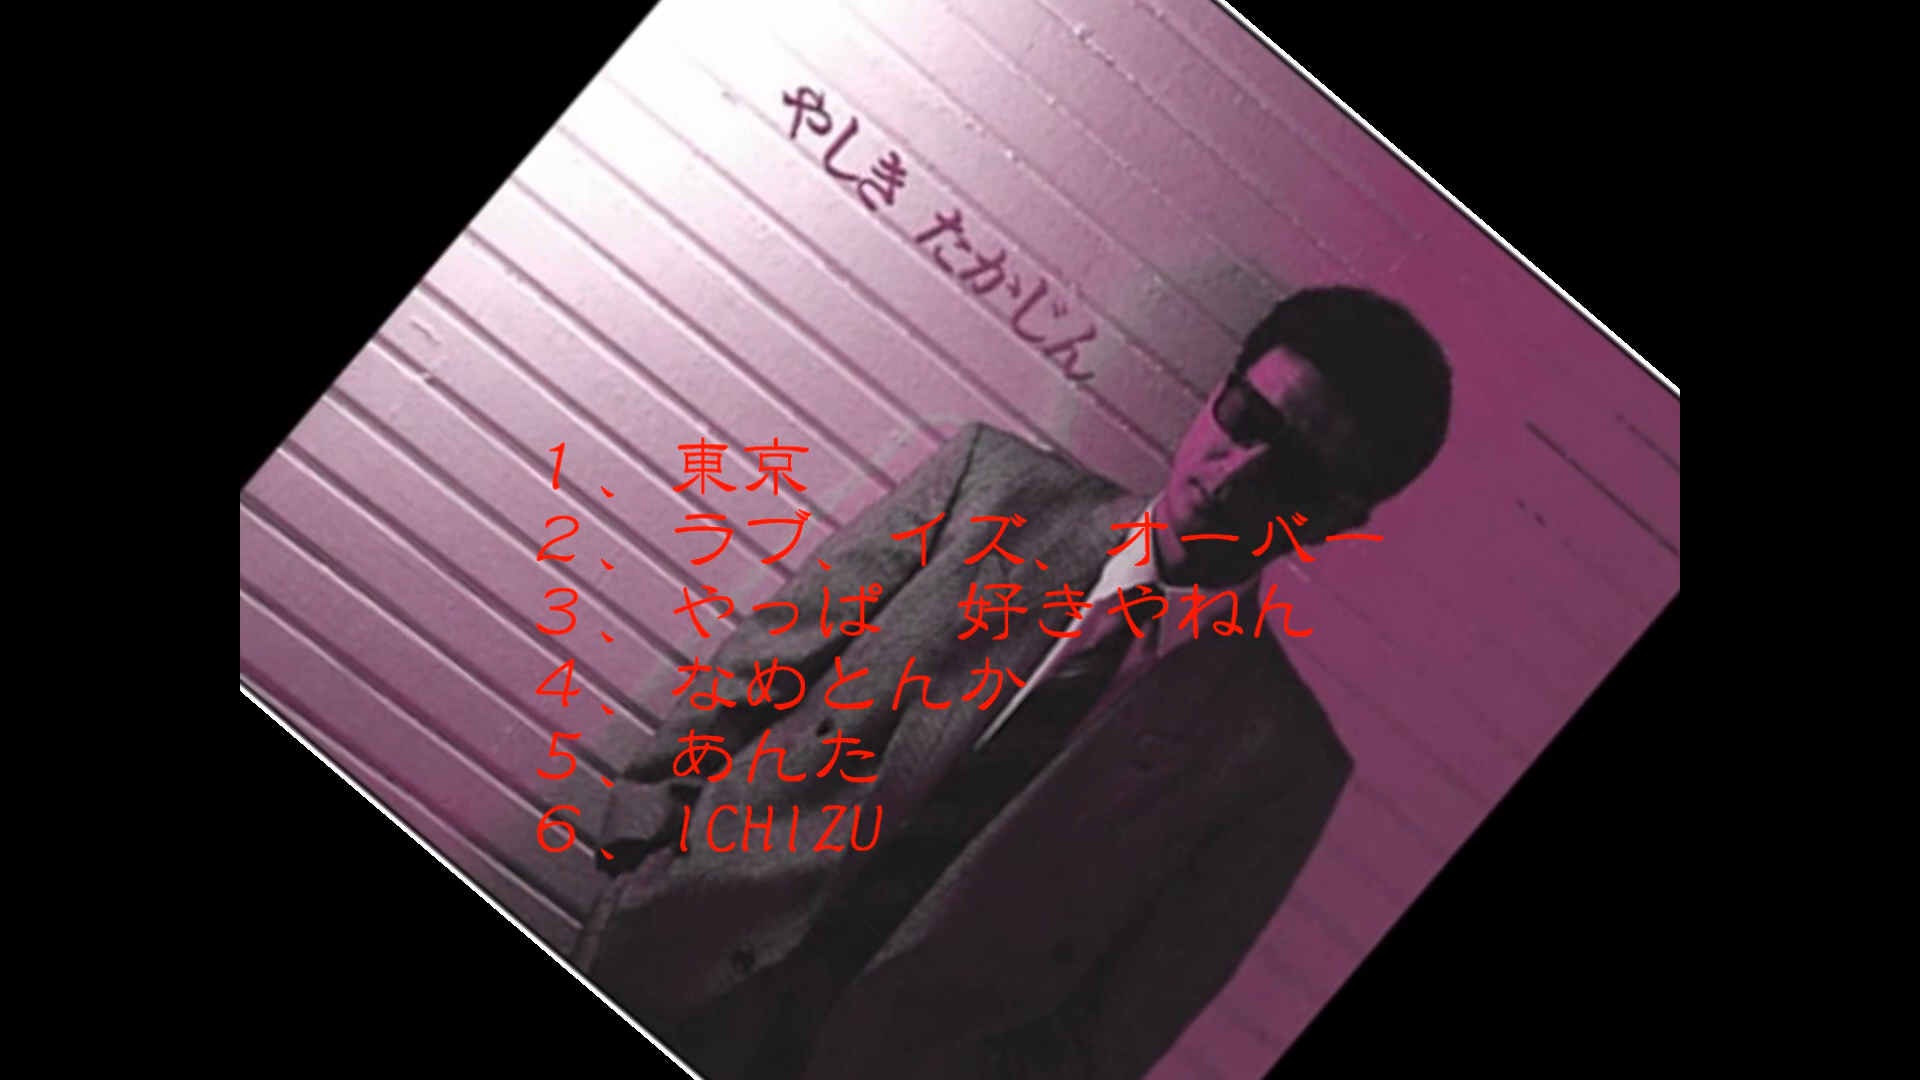 やしき たかじん
１、 東京
２、 ラブ、イズ、オーバー
３、 やっぱ　好きやねん
４、 なめとんか
５、 あんた
６、 ICHIZU